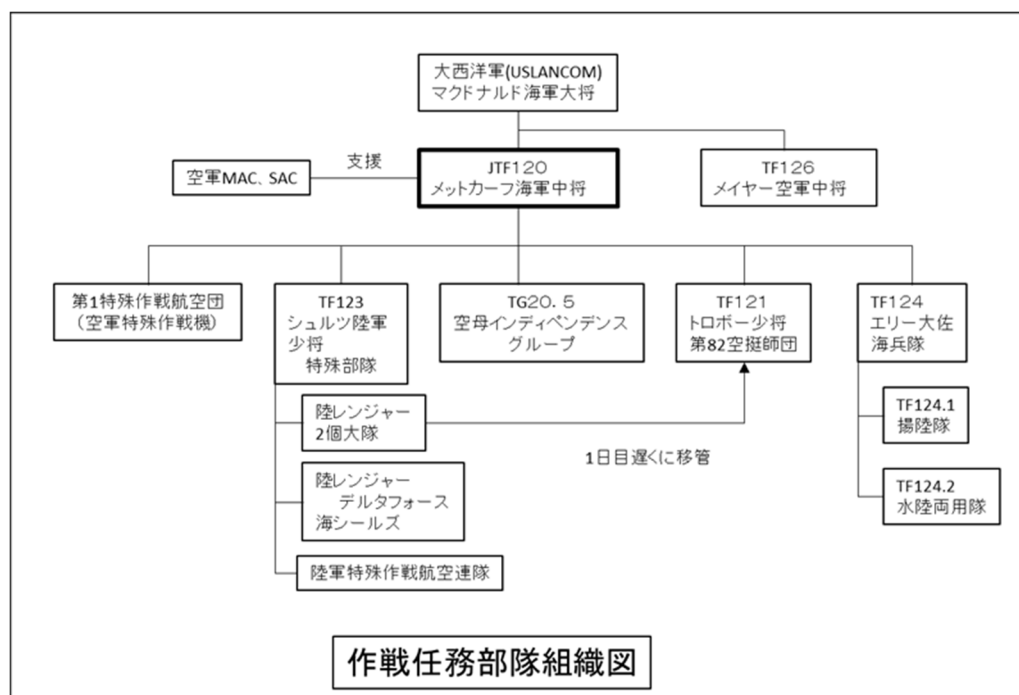 大西洋軍(USLANCOM)
マクドナルド海軍大将
支援
空軍MAC、SAC
JTF120
メットカーフ海軍中将
TF126
メイヤー空軍中将
第1特殊作戦航空団
（空軍特殊作戦機）
TF123
シュルツ陸軍
少将
特殊部隊
TG20．5
空母インディペンデンス
グループ
TF121
トロボー少将
第82空挺師団
TF124
エリー大佐
海兵隊
陸レンジャー
2個大隊
1日目遅くに移管
TF124.1
揚陸隊
陸レンジャー
デルタフォース
海シールズ
TF124.2
水陸両用隊
陸軍特殊作戦航空連隊
作戦任務部隊組織図